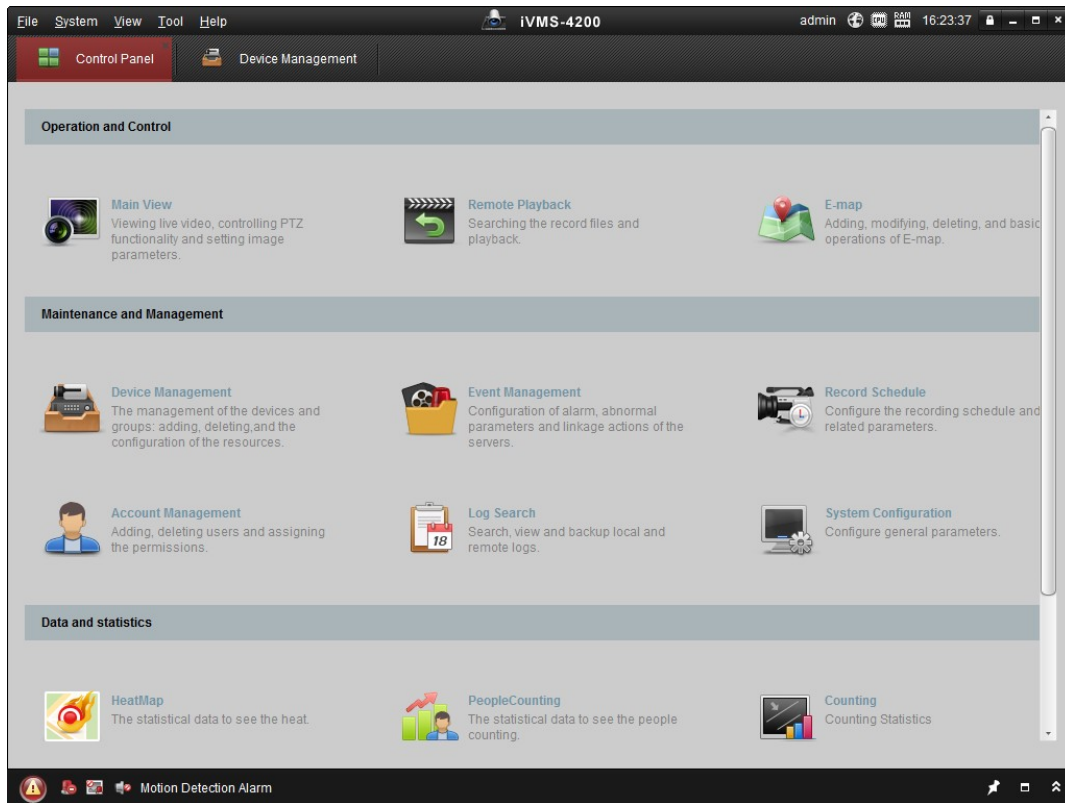 File System View Tool Help iVMS-4200 admin CPU RAM 16:23:37
Control Panel Device Management
Operation and Control
Main View
Viewing live video, controlling PTZ
functionality and setting image
parameters.
Remote Playback
Searching the record files and
playback.
E-map
Adding, modifying, deleting, and basic
operations of E-map.
Maintenance and Management
Device Management
The management of the devices and
groups: adding, deleting,and the
configuration of the resources.
Event Management
Configuration of alarm, abnormal
parameters and linkage actions of the
servers.
Record Schedule
Configure the recording schedule and
related parameters.
Account Management
Adding, deleting users and assigning
the permissions.
18
Log Search
Search, view and backup local and
remote logs.
System Configuration
Configure general parameters.
Data and statistics
HeatMap
The statistical data to see the heat.
PeopleCounting
The statistical data to see the people
counting.
Counting
Counting Statistics
Motion Detection Alarm